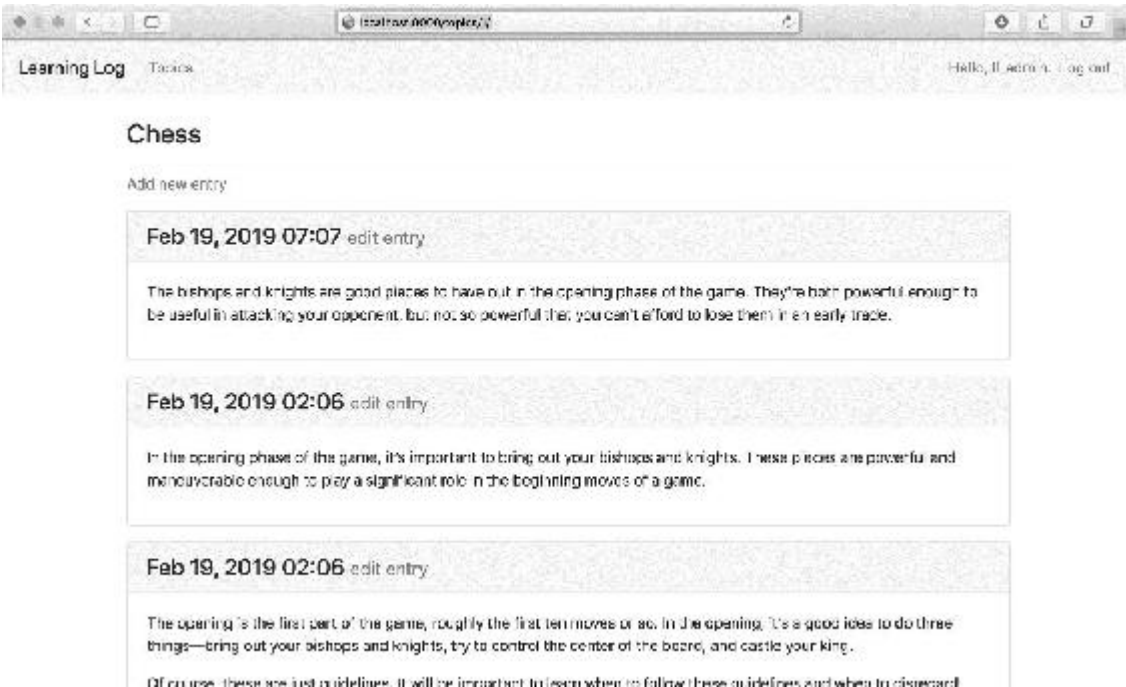 localhost:8000/topics/1/
Learning Log Topics Hello, ll_admin. Log out
Chess
Add new entry
Feb 19, 2019 07:07 edit entry
The bishops and knights are good pieces to have out in the opening phase of the game. They're both powerful enough to
be useful in attacking your opponent, but not so powerful that you can't afford to lose them in an early trade.
Feb 19, 2019 02:06 edit entry
In the opening phase of the game, it's important to bring out your bishops and knights. These pieces are powerful and
maneuverable enough to play a significant role in the beginning moves of a game.
Feb 19, 2019 02:06 edit entry
The opening is the first part of the game, roughly the first ten moves or so. In the opening, it's a good idea to do three
things—bring out your bishops and knights, try to control the center of the board, and castle your king.
Of course, these are just guidelines. It will be important to learn when to follow these guidelines and when to disregard